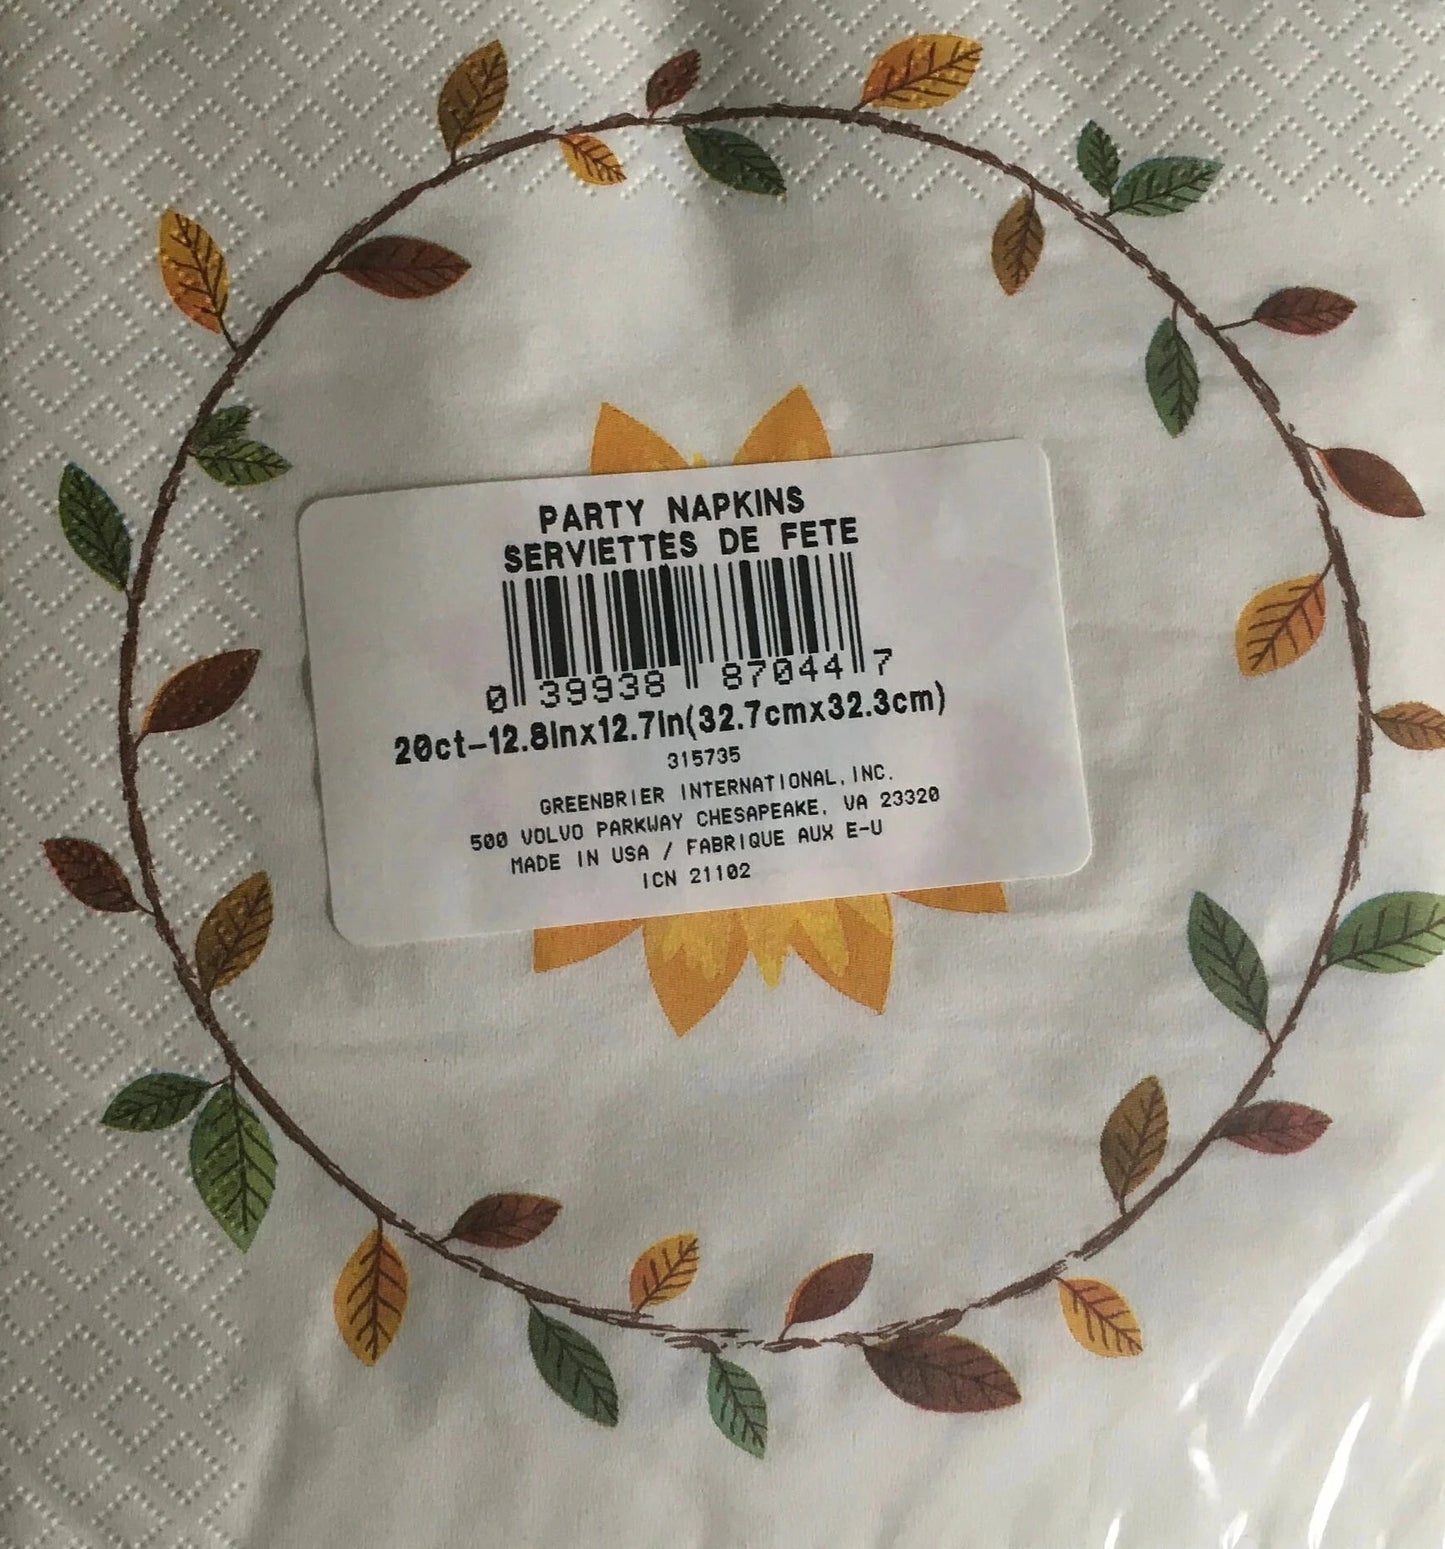 PARTY NAPKINS
SERVIETTES DE FETE
0 39938 87044 7
20ct-12.8inx12.7in(32.7cmx32.3cm)
315735
GREENBRIER INTERNATIONAL, INC.
500 VOLVO PARKWAY CHESAPEAKE, VA 23320
MADE IN USA / FABRIQUE AUX E-U
ICN 21102